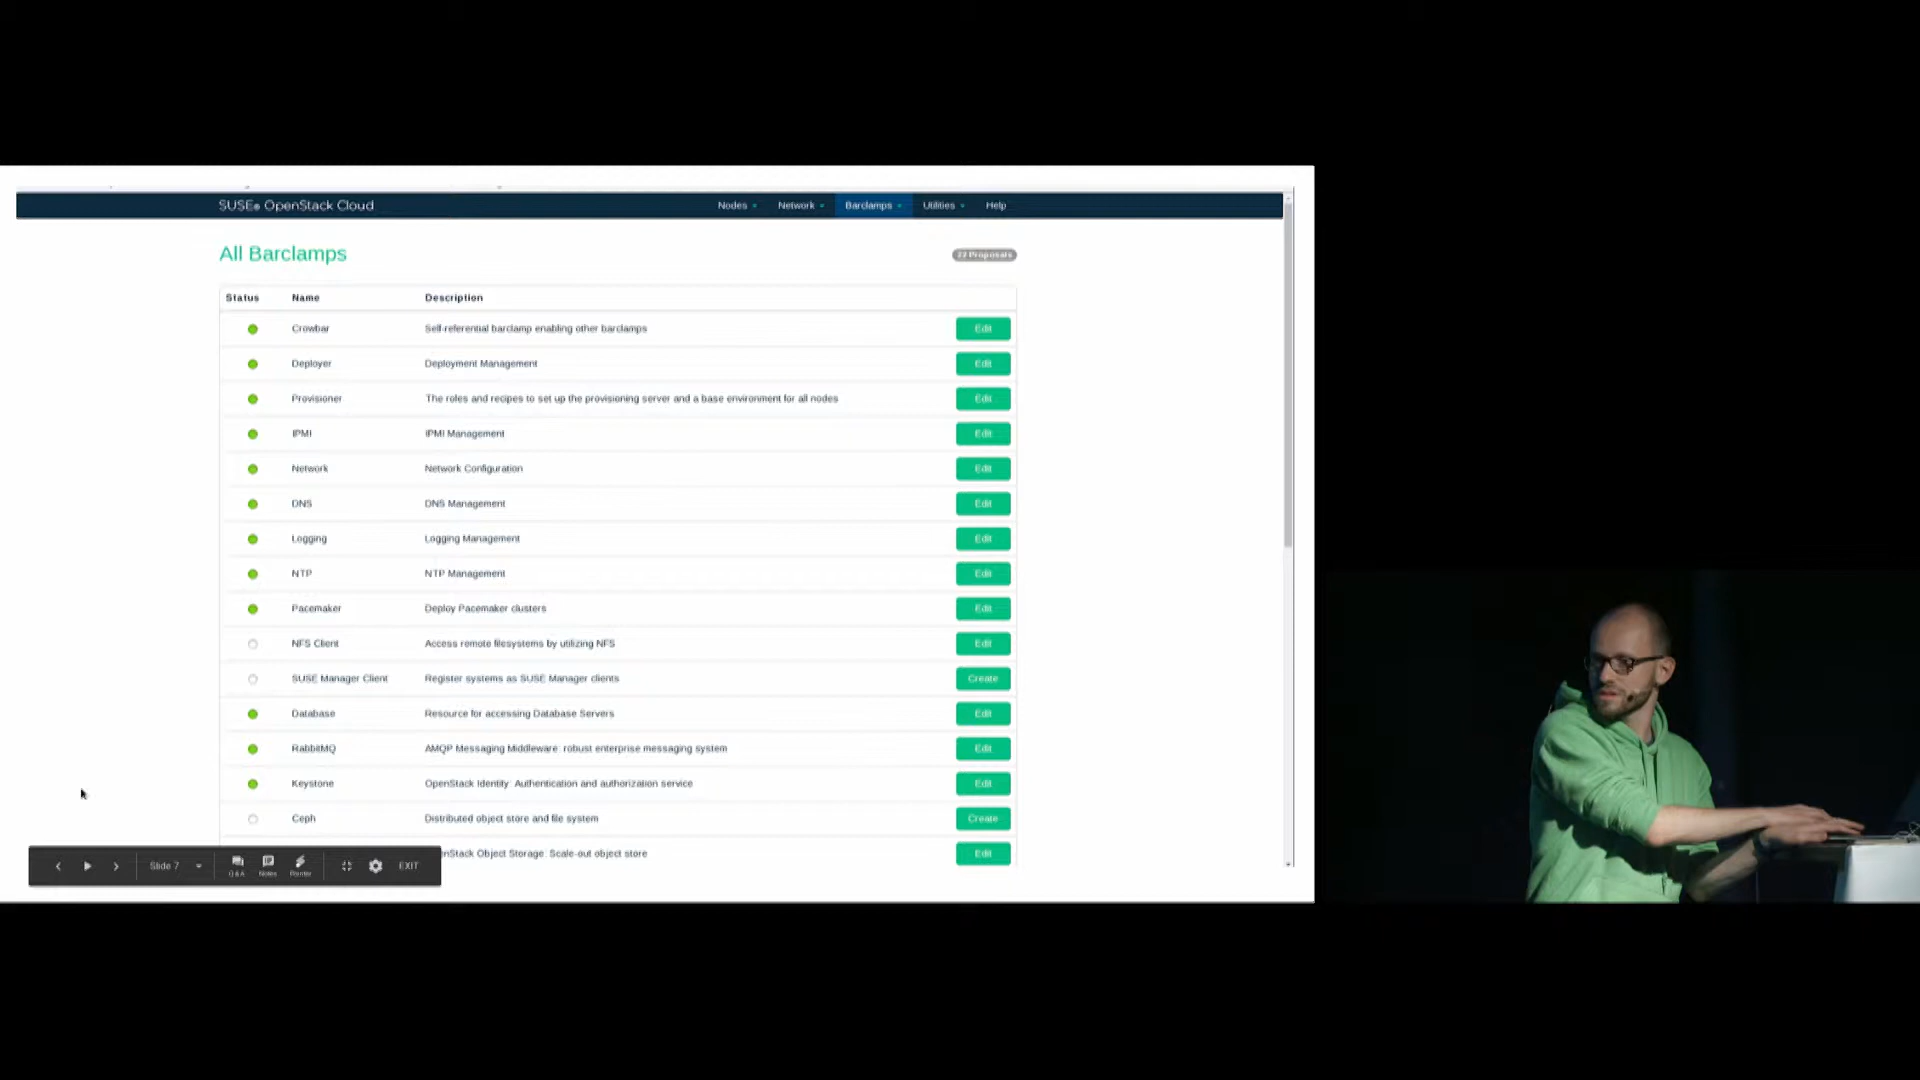 SUSE® OpenStack Cloud Nodes Network Barclamps Utilities Help
All Barclamps 22 Proposals
Status Name Description
Crowbar Self-referential barclamp enabling other barclamps Edit
Deployer Deployment Management Edit
Provisioner The roles and recipes to set up the provisioning server and a base environment for all nodes Edit
IPMI IPMI Management Edit
Network Network Configuration Edit
DNS DNS Management Edit
Logging Logging Management Edit
NTP NTP Management Edit
Pacemaker Deploy Pacemaker clusters Edit
NFS Client Access remote filesystems by utilizing NFS Edit
SUSE Manager Client Register systems as SUSE Manager clients Create
Database Resource for accessing Database Servers Edit
RabbitMQ AMQP Messaging Middleware: robust enterprise messaging system Edit
Keystone OpenStack Identity: Authentication and authorization service Edit
Ceph Distributed object store and file system Create
enStack Object Storage: Scale-out object store Edit
Slide 7 Q&A Notes Pointer EXIT